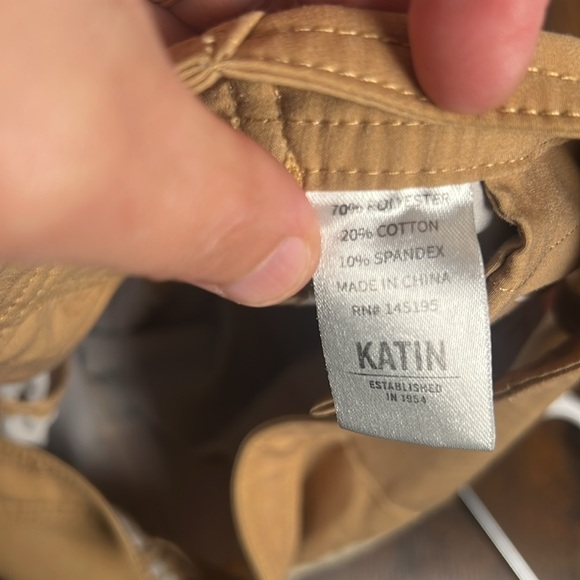 70% POLYESTER
20% COTTON
10% SPANDEX
MADE IN CHINA
RN# 145195
KATIN
ESTABLISHED
IN 1954